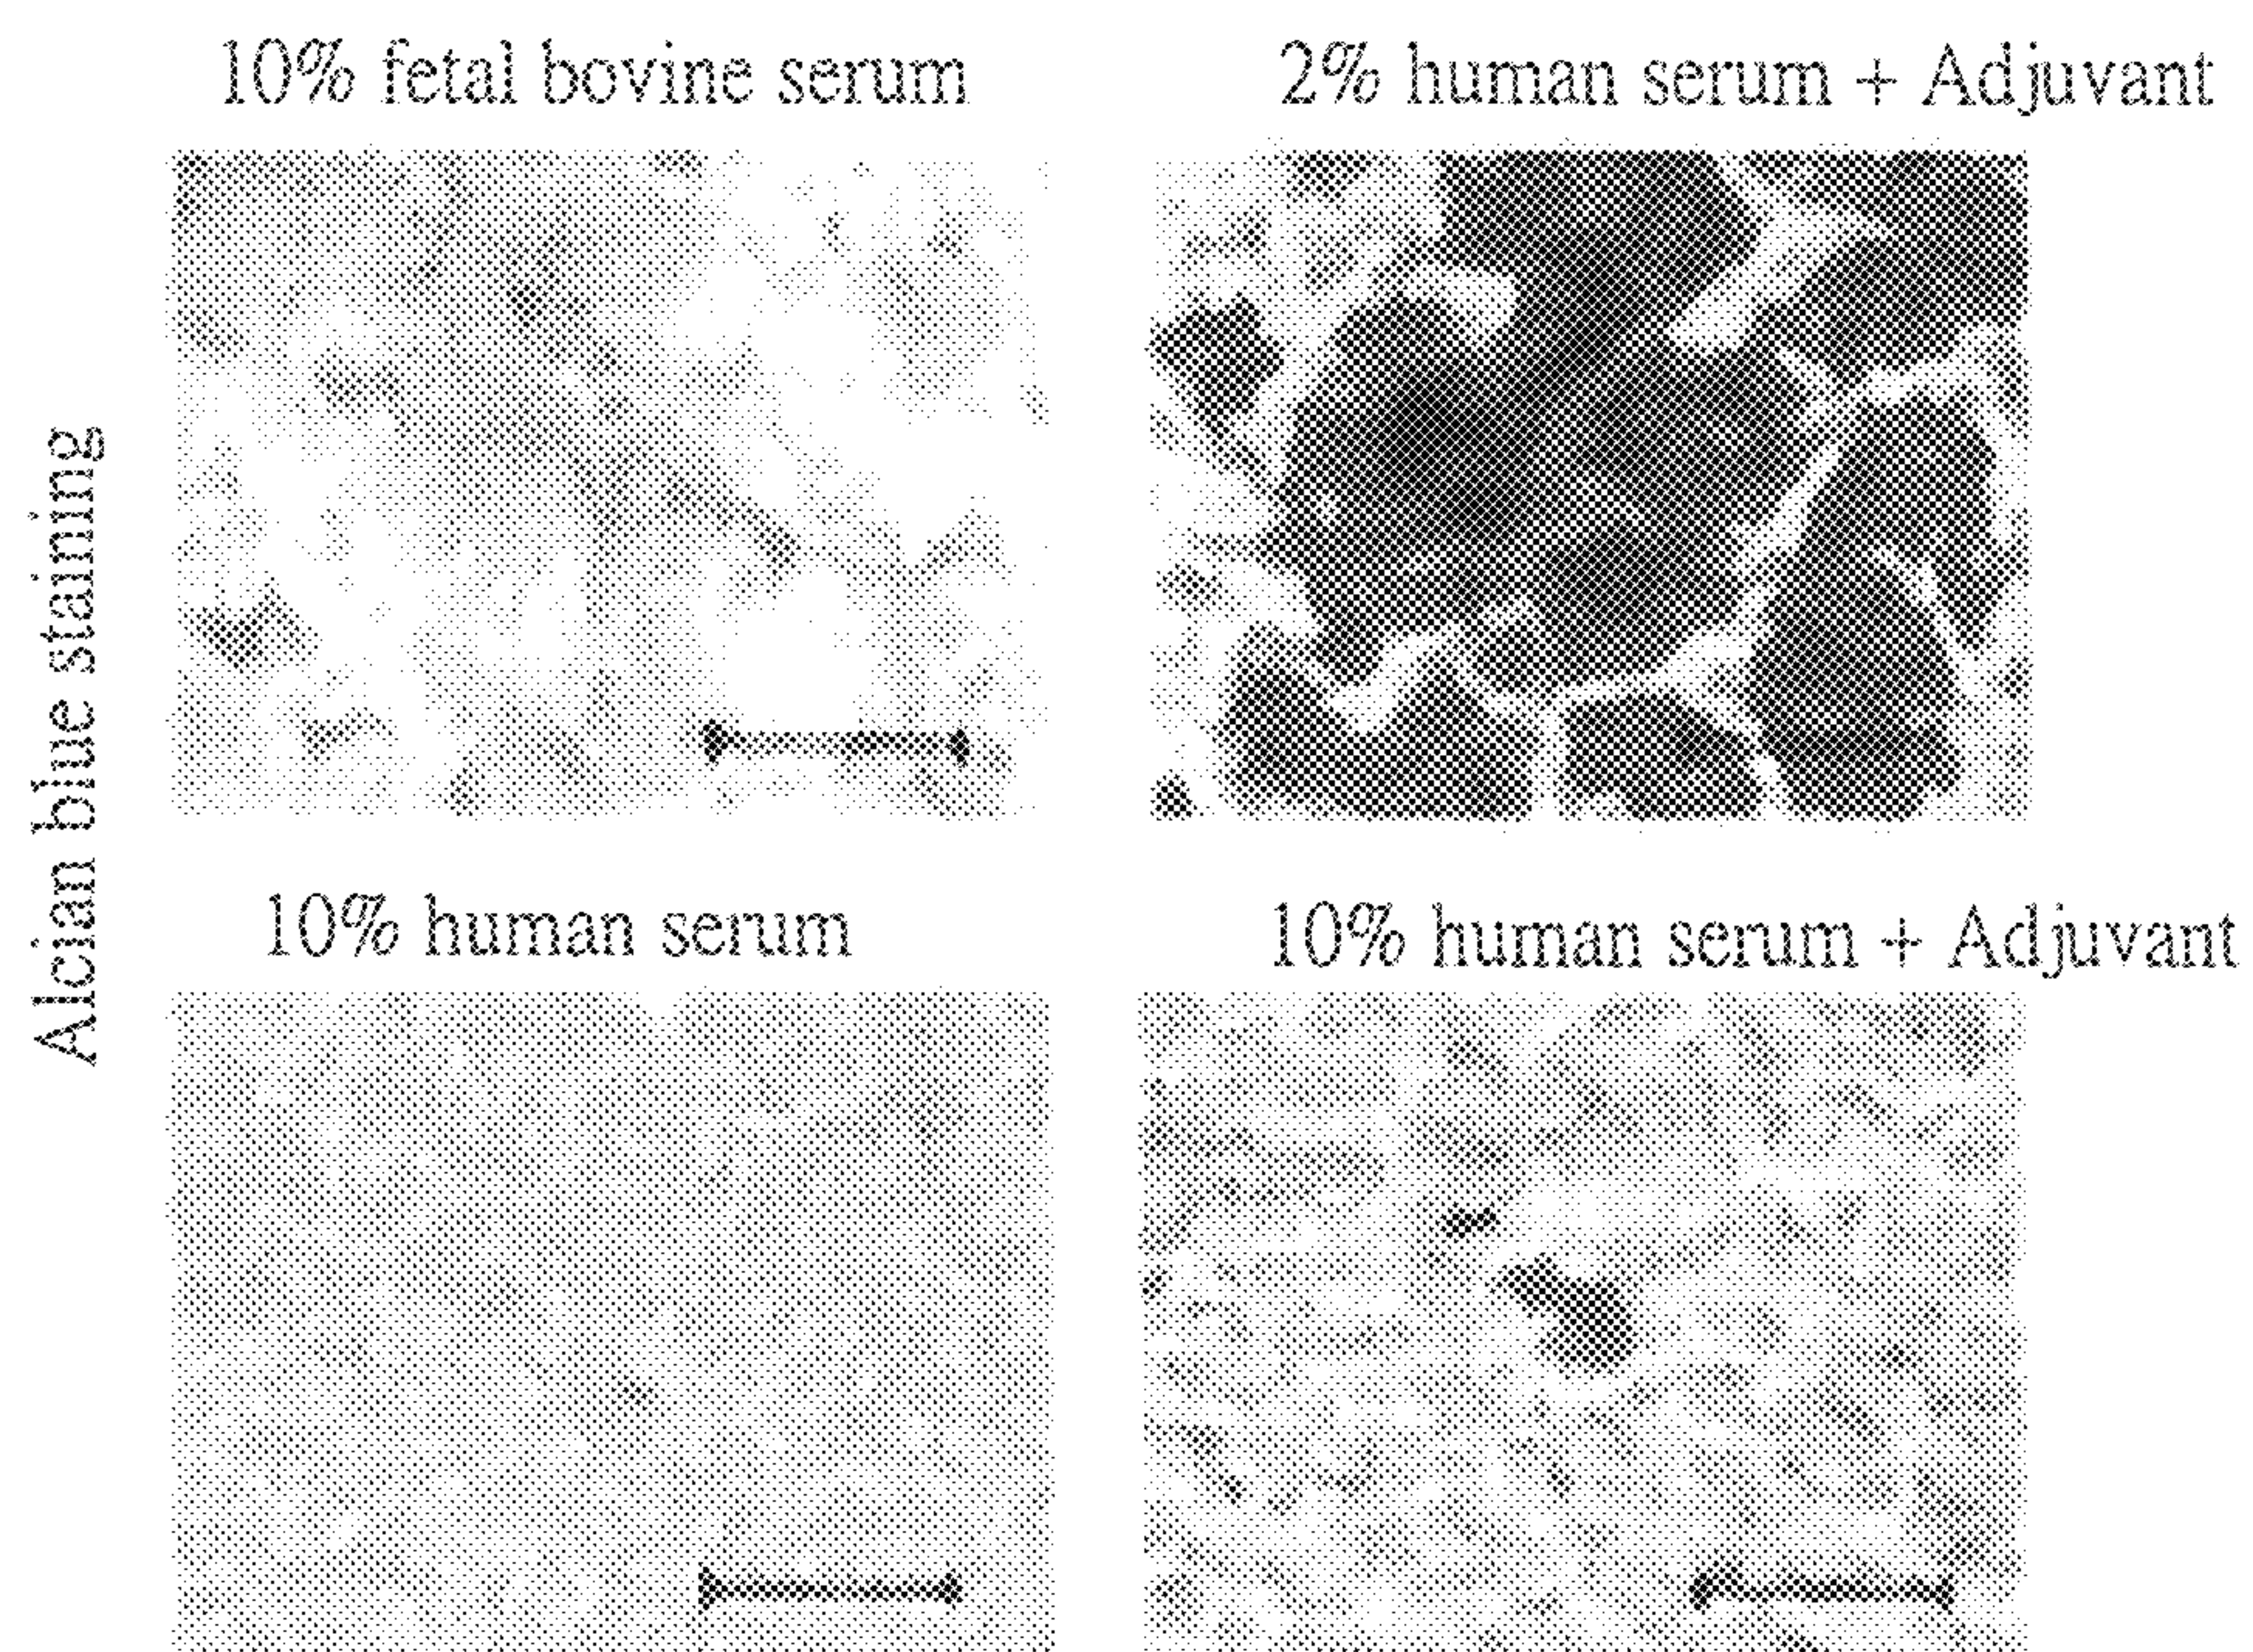 10% fetal bovine serum
2% human serum + Adjuvant
Alcian blue staining
10% human serum
10% human serum + Adjuvant